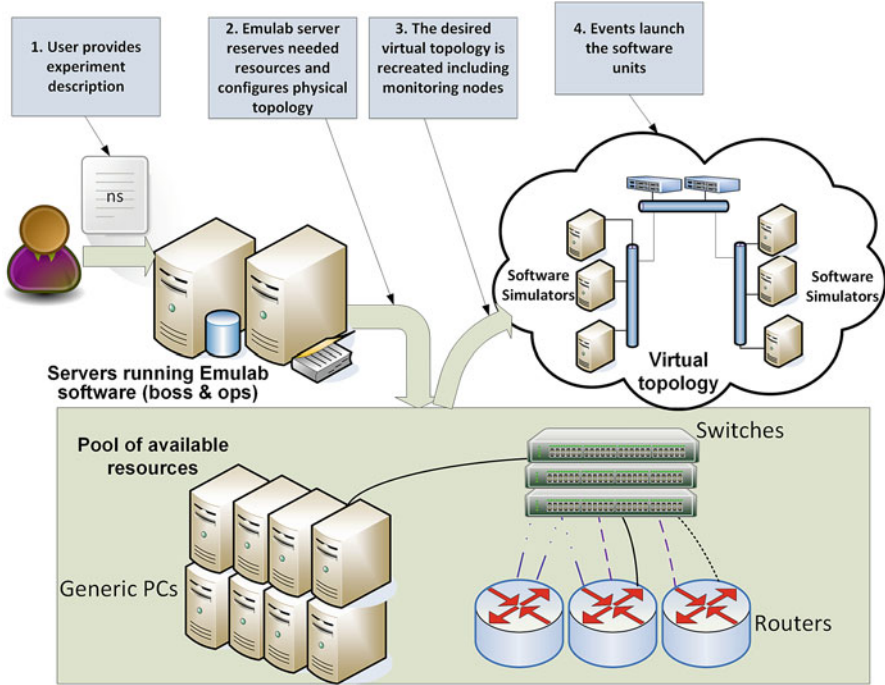 1. User provides
experiment
description
2. Emulab server
reserves needed
resources and
configures physical
topology
3. The desired
virtual topology is
recreated including
monitoring nodes
4. Events launch
the software
units
ns
Software
Simulators
Software
Simulators
Virtual
topology
Servers running Emulab
software (boss & ops)
Pool of available
resources
Switches
Generic PCs
Routers